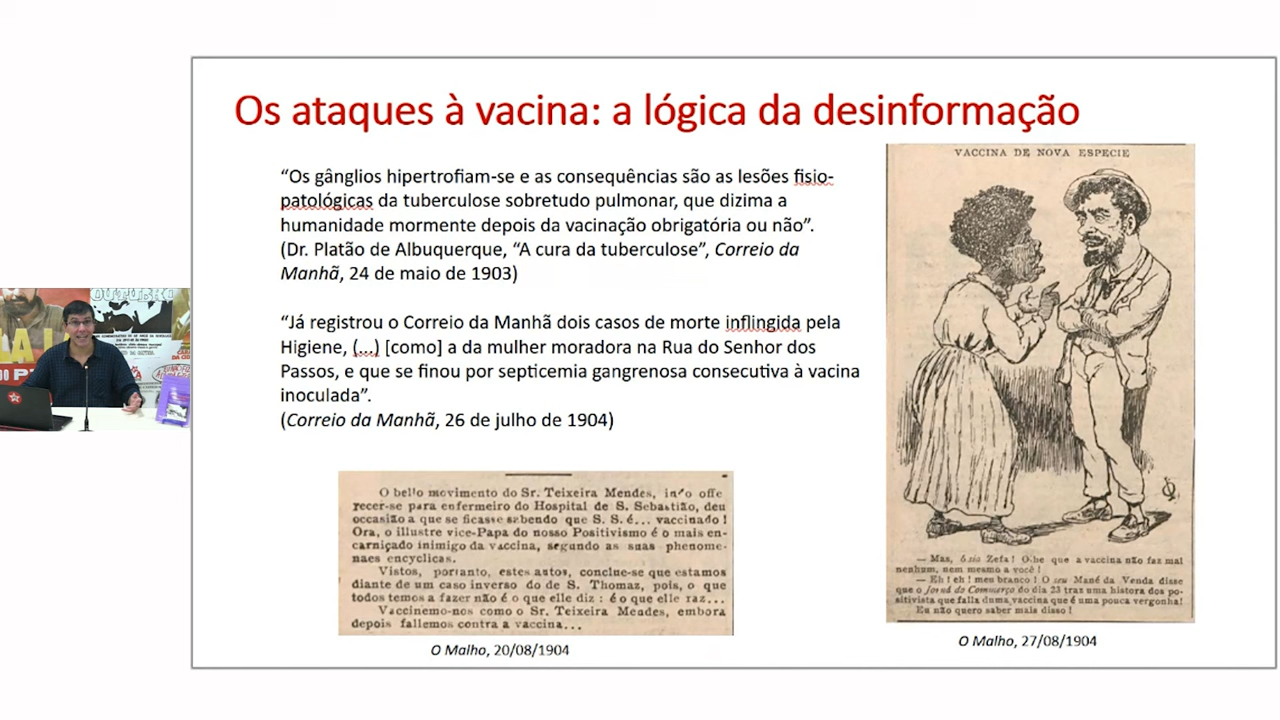 Os ataques à vacina: a lógica da desinformação
“Os gânglios hipertrofiam-se e as consequências são as lesões fisio-
patológicas da tuberculose sobretudo pulmonar, que dizima a
humanidade mormente depois da vacinação obrigatória ou não”.
(Dr. Platão de Albuquerque, “A cura da tuberculose”, Correio da
Manhã, 24 de maio de 1903)
“Já registrou o Correio da Manhã dois casos de morte inflingida pela
Higiene, (...) [como] a da mulher moradora na Rua do Senhor dos
Passos, e que se finou por septicemia gangrenosa consecutiva à vacina
inoculada”.
(Correio da Manhã, 26 de julho de 1904)
O bello movimento do Sr. Teixeira Mendes, indo offe
recer-se para enfermeiro do Hospital de S. Sebastião, deu
occasião a que se ficasse sabendo que S. S. é... vaccinado!
Ora, o illustre vice-Papa do nosso Positivismo é o mais en-
carniçado inimigo da vaccina, segundo as suas phenome-
naes encyclicas.
Vistos, portanto, estes autos, conclue-se que estamos
diante de um caso inverso do de S. Thomaz, pois, o que
todos temos a fazer não é o que elle diz : é o que elle faz...
Vaccinemo-nos como o Sr. Teixeira Mendes, embora
depois fallemos contra a vaccina...
O Malho, 20/08/1904
VACCINA DE NOVA ESPECIE
— Mas, ó sia Zefa! Olhe que a vaccina não faz mal
nenhum, nem mesmo a você!
— Eh! eh! meu branco! O seu Mané da Venda disse
que o Jornal do Commercio do dia 23 traz uma historia dos po-
sitivista que falla duma vaccina que é uma pouca vergonha!
Eu não quero saber mais disso!
O Malho, 27/08/1904
OUTUBRO